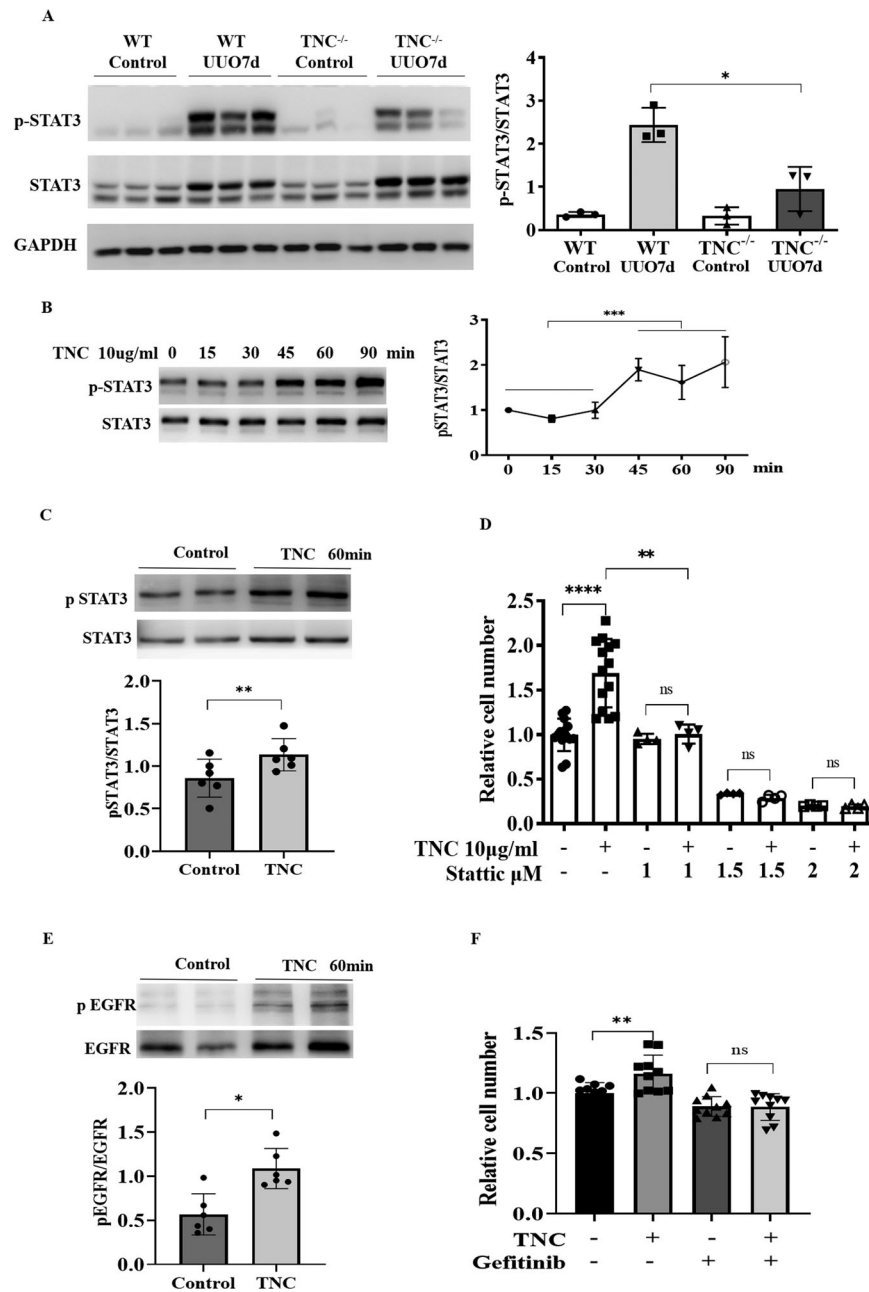 A
WT Control
WT UUO7d
TNC-/- Control
TNC-/- UUO7d
p-STAT3
STAT3
GAPDH
p-STAT3/STAT3
4
3
2
1
0
*
WT Control
WT UUO7d
TNC-/- Control
TNC-/- UUO7d
B
TNC 10ug/ml 0 15 30 45 60 90 min
p-STAT3
STAT3
pSTAT3/STAT3
3
2
1
0
***
0 15 30 45 60 90 min
C
Control TNC 60min
p STAT3
STAT3
pSTAT3/STAT3
2.0
1.5
1.0
0.5
0.0
**
Control TNC
D
Relative cell number
2.5
2.0
1.5
1.0
0.5
0.0
****
**
ns
ns
ns
TNC 10μg/ml - + - + - + - +
Stattic μM - - 1 1 1.5 1.5 2 2
E
Control TNC 60min
p EGFR
EGFR
pEGFR/EGFR
2.0
1.5
1.0
0.5
0.0
*
Control TNC
F
Relative cell number
1.5
1.0
0.5
0.0
**
ns
TNC - + - +
Gefitinib - - + +